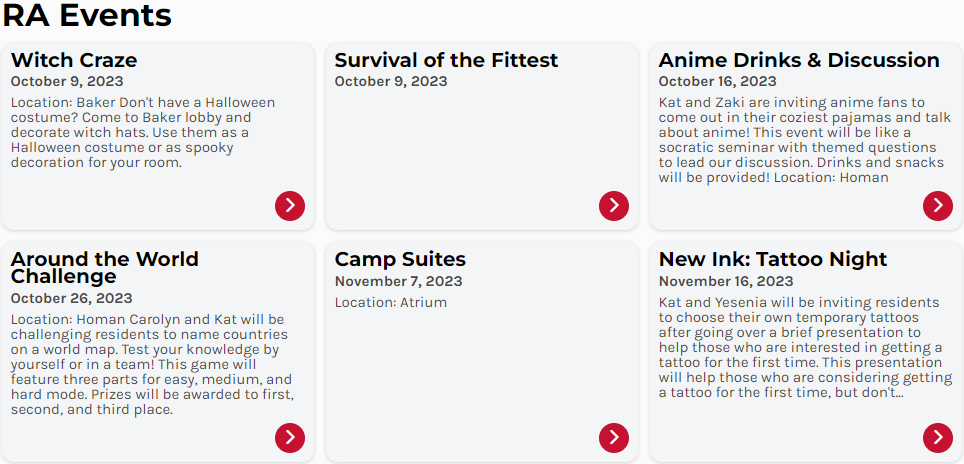 RA Events
Witch Craze
October 9, 2023
Location: Baker Don't have a Halloween
costume? Come to Baker lobby and
decorate witch hats. Use them as a
Halloween costume or as spooky
decoration for your room.
Survival of the Fittest
October 9, 2023
Anime Drinks & Discussion
October 16, 2023
Kat and Zaki are inviting anime fans to
come out in their coziest pajamas and talk
about anime! This event will be like a
socratic seminar with themed questions
to lead our discussion. Drinks and snacks
will be provided! Location: Homan
Around the World
Challenge
October 26, 2023
Location: Homan Carolyn and Kat will be
challenging residents to name countries
on a world map. Test your knowledge by
yourself or in a team! This game will
feature three parts for easy, medium, and
hard mode. Prizes will be awarded to first,
second, and third place.
Camp Suites
November 7, 2023
Location: Atrium
New Ink: Tattoo Night
November 16, 2023
Kat and Yesenia will be inviting residents
to choose their own temporary tattoos
after going over a brief presentation to
help those who are interested in getting a
tattoo for the first time. This presentation
will help those who are considering getting
a tattoo for the first time, but don't...